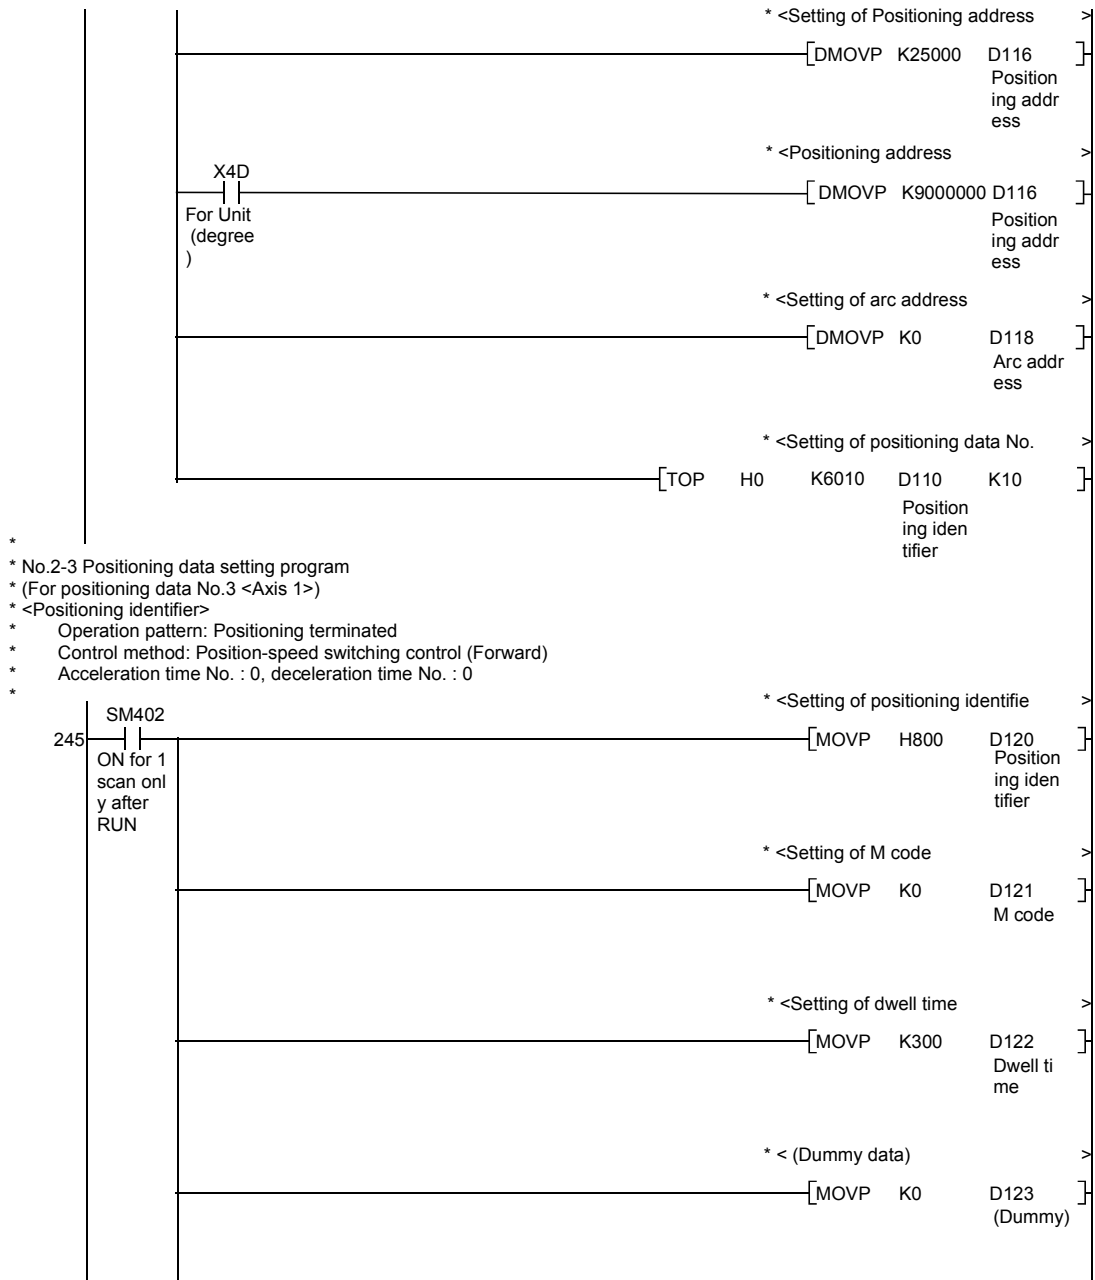 * <Setting of Positioning address >
DMOVP K25000 D116
Position
ing addr
ess
* <Positioning address >
X4D
DMOVP K9000000 D116
For Unit
(degree
)
Position
ing addr
ess
* <Setting of arc address >
DMOVP K0 D118
Arc addr
ess
* <Setting of positioning data No. >
TOP H0 K6010 D110 K10
Position
ing iden
tifier
*
* No.2-3 Positioning data setting program
* (For positioning data No.3 <Axis 1>)
* <Positioning identifier>
* Operation pattern: Positioning terminated
* Control method: Position-speed switching control (Forward)
* Acceleration time No. : 0, deceleration time No. : 0
*
* <Setting of positioning identifie >
SM402
245
MOVP H800 D120
ON for 1
scan onl
y after
RUN
Position
ing iden
tifier
* <Setting of M code >
MOVP K0 D121
M code
* <Setting of dwell time >
MOVP K300 D122
Dwell ti
me
* < (Dummy data) >
MOVP K0 D123
(Dummy)